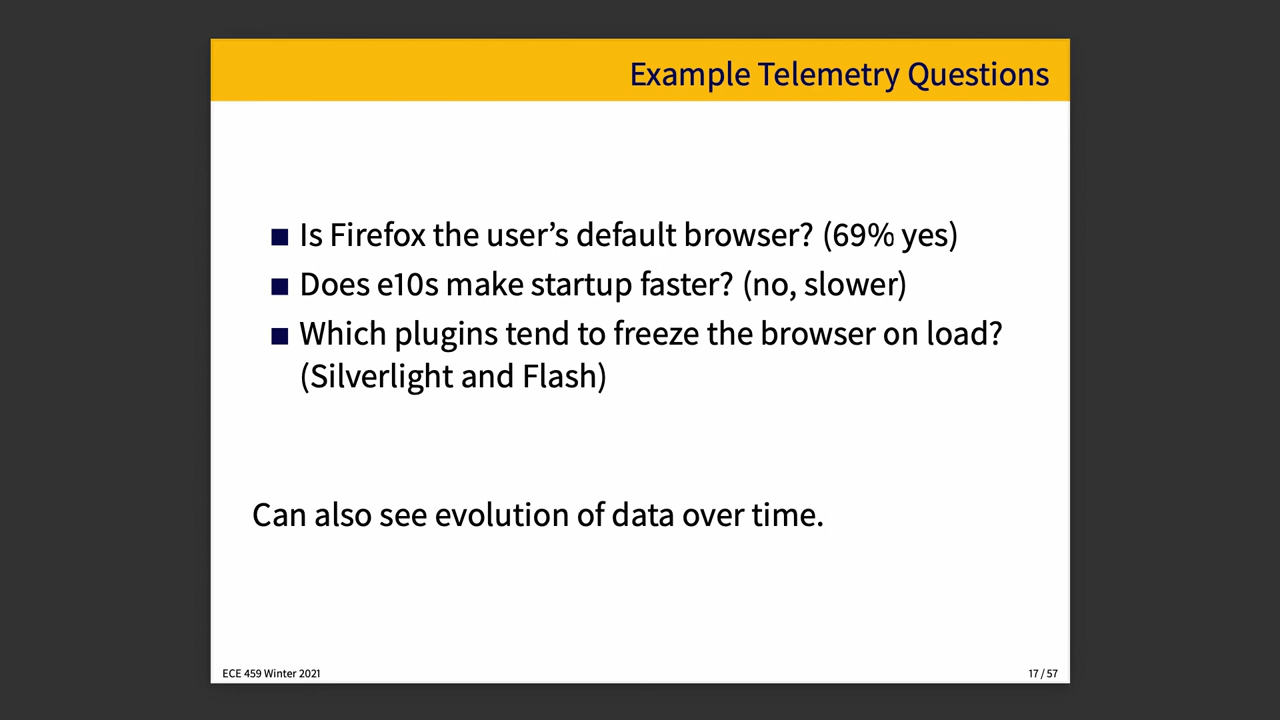 Example Telemetry Questions
Is Firefox the user’s default browser? (69% yes)
Does e10s make startup faster? (no, slower)
Which plugins tend to freeze the browser on load?
(Silverlight and Flash)
Can also see evolution of data over time.
ECE 459 Winter 2021
17 / 57